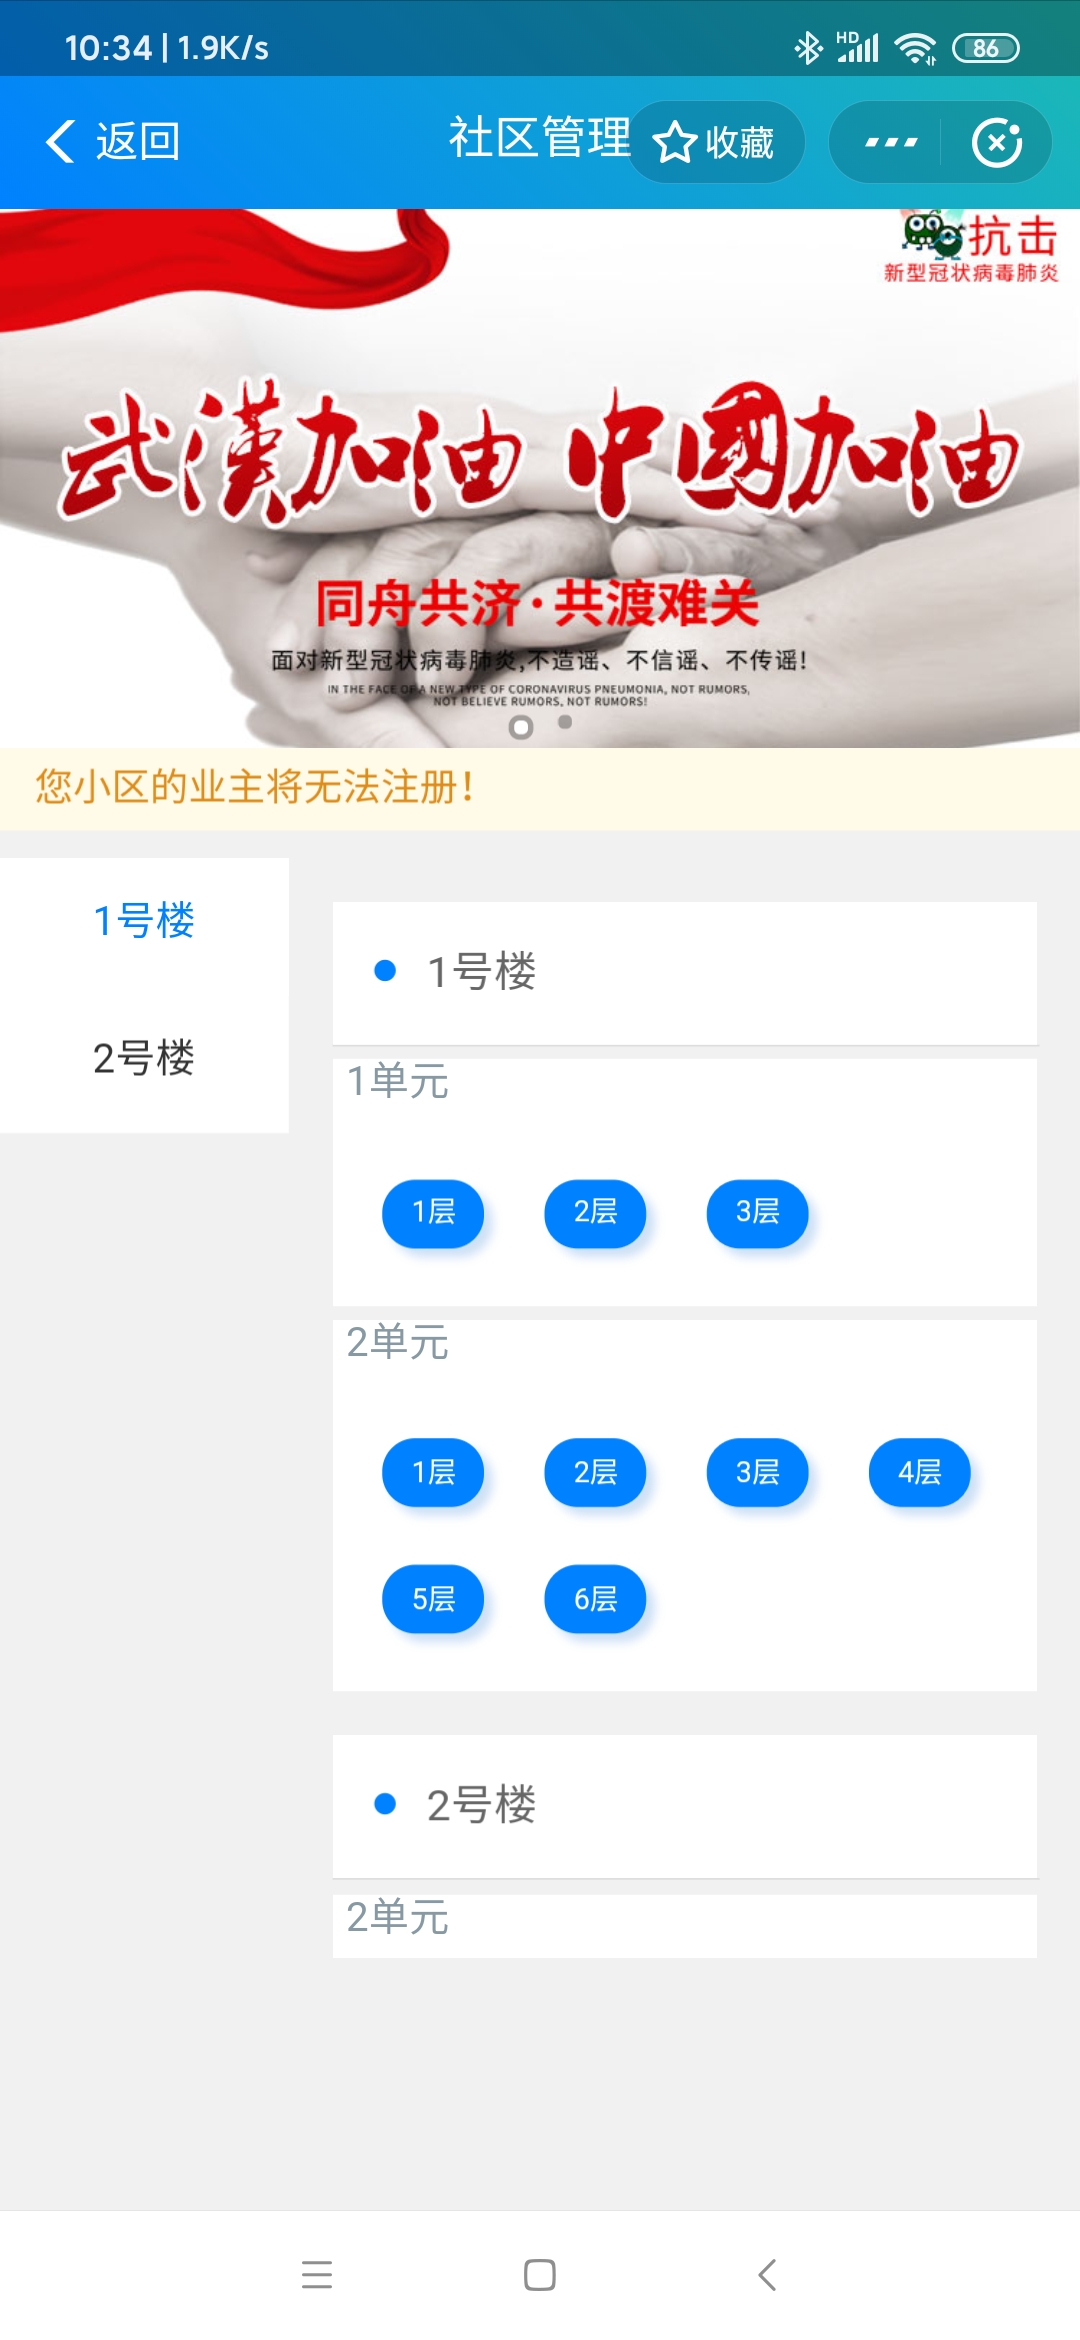 10:34 | 1.9K/s
HD
86
返回
社区管理
收藏
抗击
新型冠状病毒肺炎
武漢加油 中國加油
同舟共济·共渡难关
面对新型冠状病毒肺炎,不造谣、不信谣、不传谣!
IN THE FACE OF A NEW TYPE OF CORONAVIRUS PNEUMONIA, NOT RUMORS,
NOT BELIEVE RUMORS, NOT RUMORS!
您小区的业主将无法注册!
1号楼
2号楼
1号楼
1单元
1层 2层 3层
2单元
1层 2层 3层 4层
5层 6层
2号楼
2单元